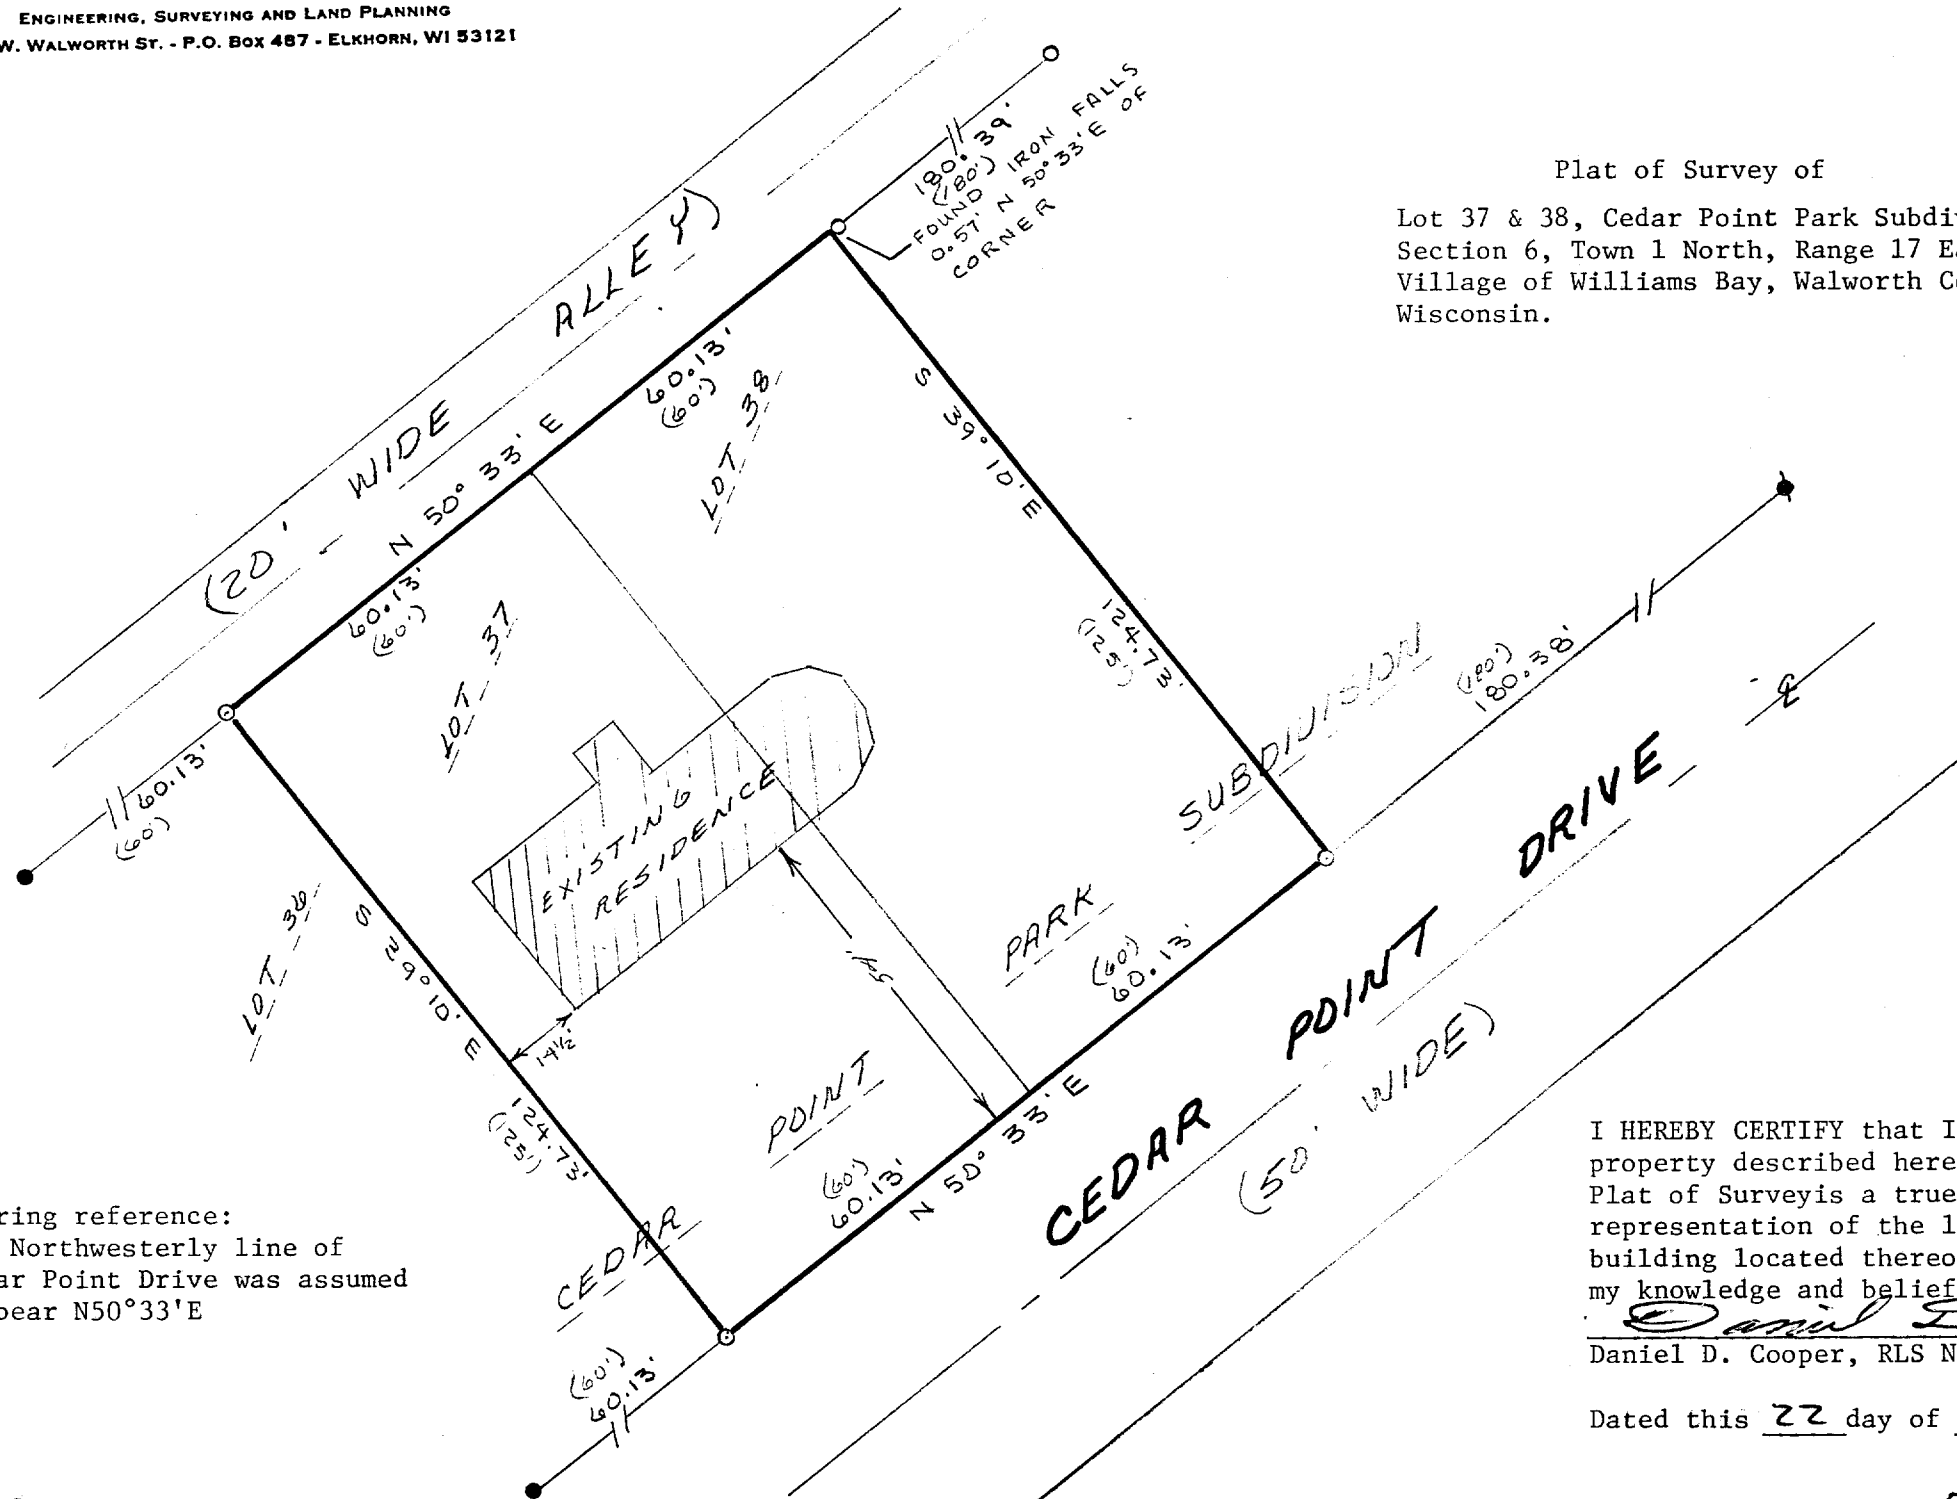 ENGINEERING, SURVEYING AND LAND PLANNING
W. WALWORTH ST. - P.O. BOX 487 - ELKHORN, WI 53121
Plat of Survey of
Lot 37 & 38, Cedar Point Park Subdi
Section 6, Town 1 North, Range 17 E
Village of Williams Bay, Walworth C
Wisconsin.
180.39'
(180')
FOUND IRON FALLS
0.57' N 50° 33' E OF
CORNER
(20' WIDE ALLEY)
N 50° 33' E
60.13'
(60')
60.13'
(60')
LOT 38
LOT 37
LOT 36
S 39° 10' E
124.73'
(125')
60.13'
(60')
EXISTING
RESIDENCE
S 39° 10' E
124.73'
(125')
14½'
54'
CEDAR POINT PARK SUBDIVISION
(180')
180.38'
(60')
60.13'
N 50° 33' E
(60')
60.13'
(60')
60.13'
CEDAR POINT DRIVE
(50' WIDE)
ring reference:
Northwesterly line of
ar Point Drive was assumed
bear N50°33'E
I HEREBY CERTIFY that I
property described here
Plat of Surveyis a true
representation of the l
building located thereo
my knowledge and belief
Daniel D
Daniel D. Cooper, RLS N
Dated this 22 day of